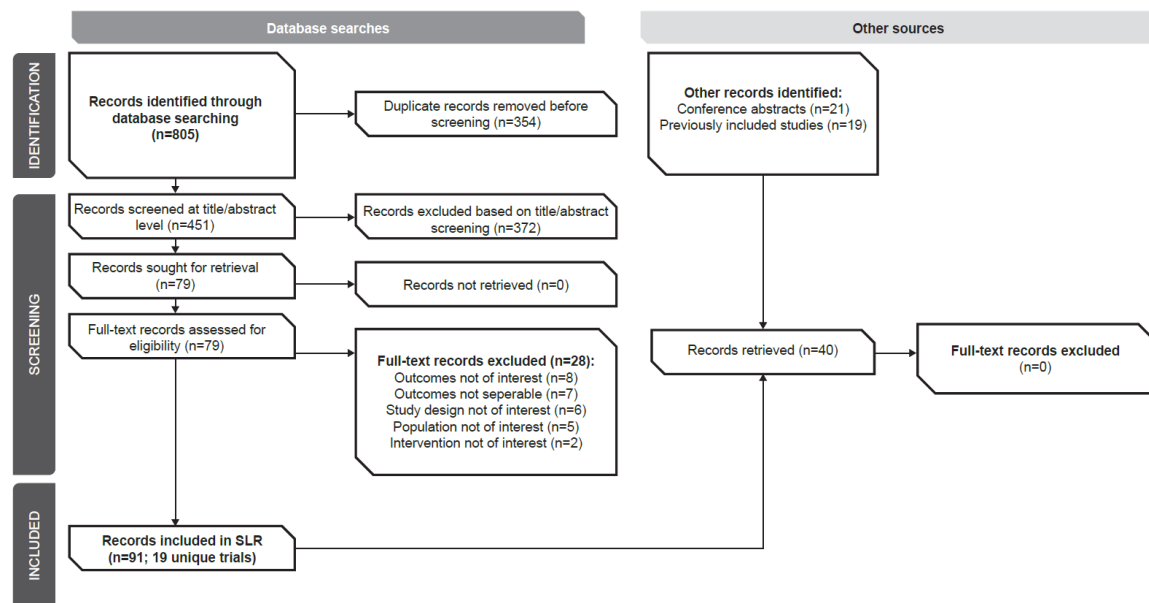 Database searches
Other sources
IDENTIFICATION
Records identified through
database searching
(n=805)
Duplicate records removed before
screening (n=354)
Other records identified:
Conference abstracts (n=21)
Previously included studies (n=19)
SCREENING
Records screened at title/abstract
level (n=451)
Records excluded based on title/abstract
screening (n=372)
Records sought for retrieval
(n=79)
Records not retrieved (n=0)
Full-text records assessed for
eligibility (n=79)
Full-text records excluded (n=28):
Outcomes not of interest (n=8)
Outcomes not seperable (n=7)
Study design not of interest (n=6)
Population not of interest (n=5)
Intervention not of interest (n=2)
Records retrieved (n=40)
Full-text records excluded
(n=0)
INCLUDED
Records included in SLR
(n=91; 19 unique trials)